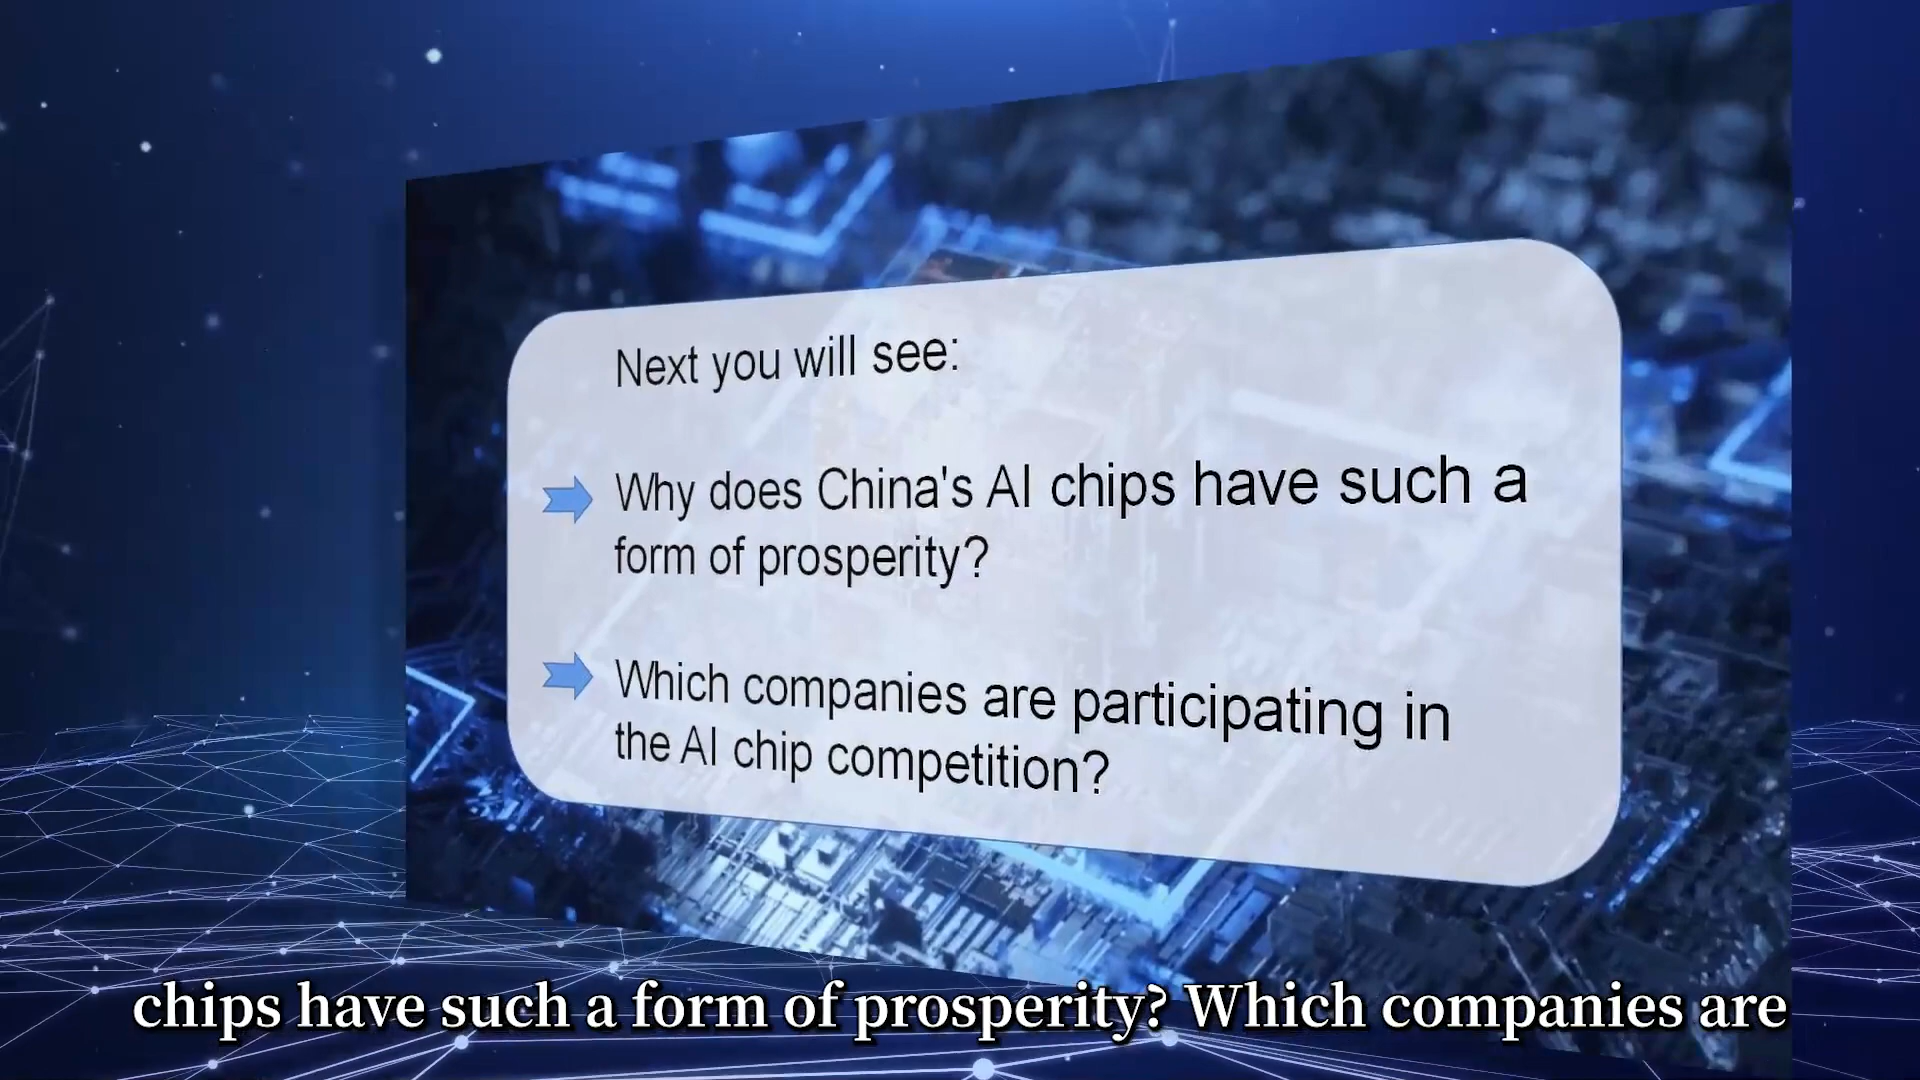 Next you will see:
Why does China's AI chips have such a
form of prosperity?
Which companies are participating in
the AI chip competition?
chips have such a form of prosperity? Which companies are